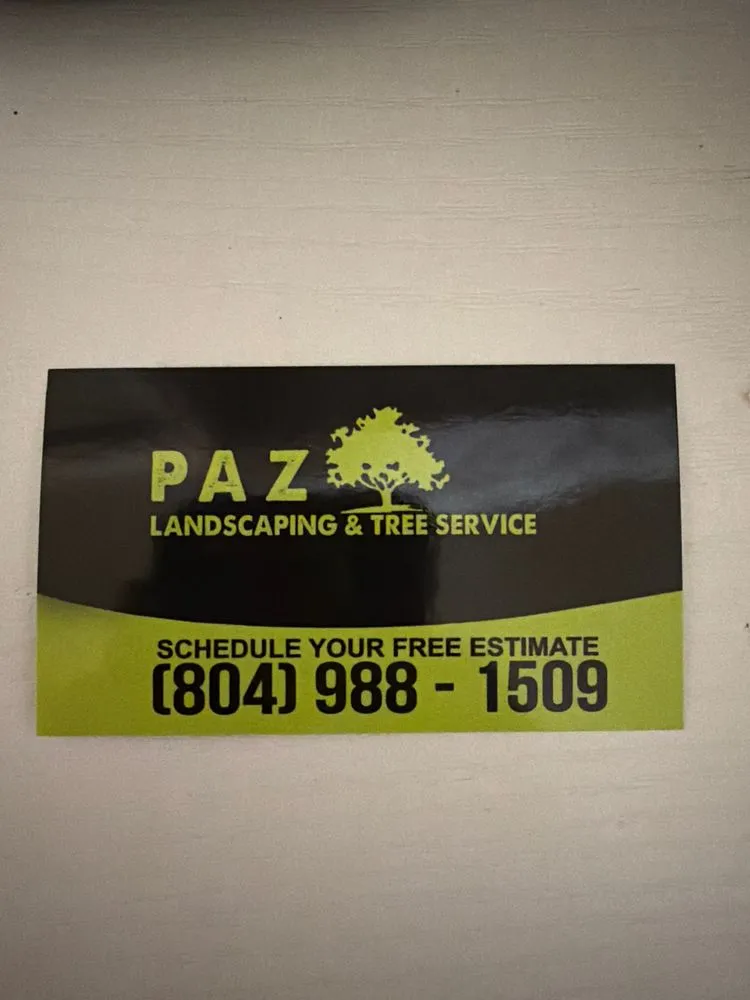 PAZ
LANDSCAPING & TREE SERVICE
SCHEDULE YOUR FREE ESTIMATE
(804) 988 - 1509